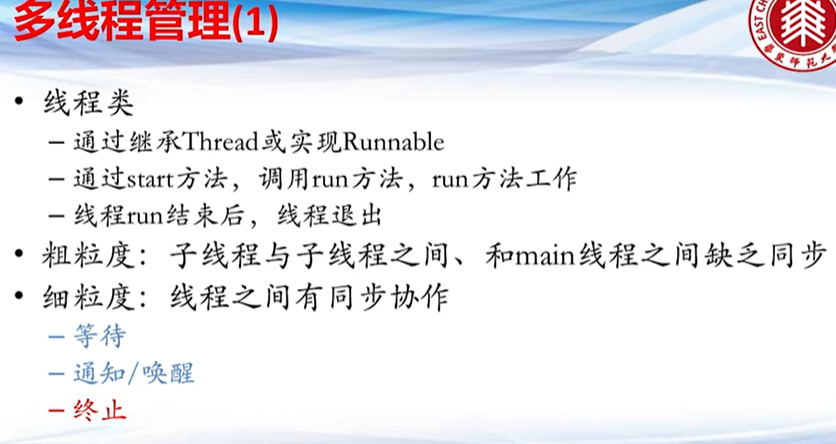 多线程管理(1)
• 线程类
– 通过继承Thread或实现Runnable
– 通过start方法，调用run方法，run方法工作
– 线程run结束后，线程退出
• 粗粒度：子线程与子线程之间、和main线程之间缺乏同步
• 细粒度：线程之间有同步协作
– 等待
– 通知/唤醒
– 终止
EAST CH